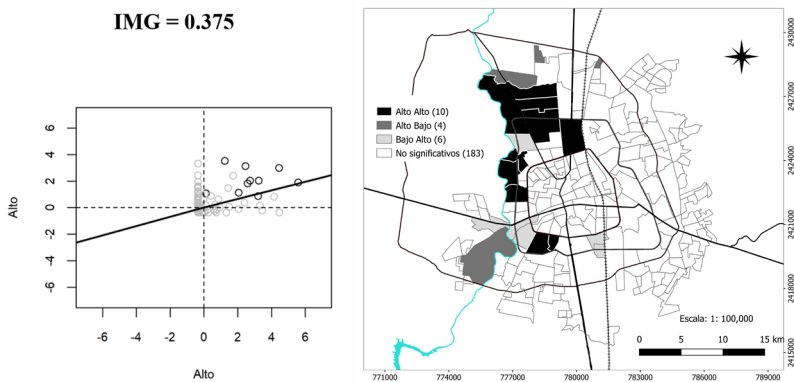 IMG = 0.375
6
4
2
0
2
4
6
Alto
-6
-4
-2
0
2
4
6
Alto
Alto Alto (10)
Alto Bajo (4)
Bajo Alto (6)
No significativos (183)
Escala: 1: 100,000
0 5 10 15 km
771000 774000 777000 780000 783000 786000 789000
2430000
2427000
2424000
2421000
2418000
2415000